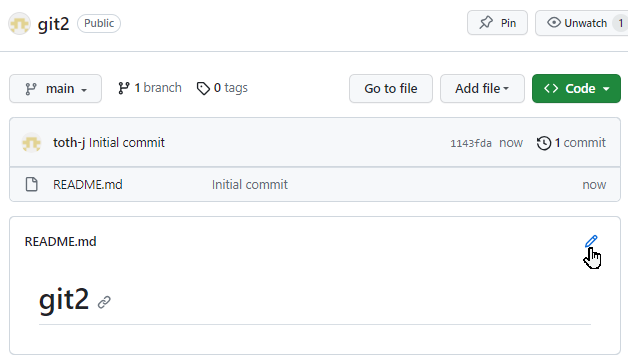 git2 Public Pin Unwatch 1
main 1 branch 0 tags Go to file Add file Code
toth-j Initial commit 1143fda now 1 commit
README.md Initial commit now
README.md
git2